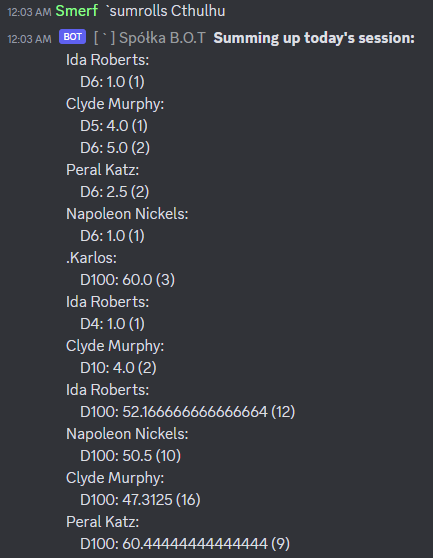 12:03 AM Smerf `sumrolls Cthulhu
12:03 AM BOT [ ` ] Spółka B.O.T Summing up today's session:
Ida Roberts:
D6: 1.0 (1)
Clyde Murphy:
D5: 4.0 (1)
D6: 5.0 (2)
Peral Katz:
D6: 2.5 (2)
Napoleon Nickels:
D6: 1.0 (1)
.Karlos:
D100: 60.0 (3)
Ida Roberts:
D4: 1.0 (1)
Clyde Murphy:
D10: 4.0 (2)
Ida Roberts:
D100: 52.166666666666664 (12)
Napoleon Nickels:
D100: 50.5 (10)
Clyde Murphy:
D100: 47.3125 (16)
Peral Katz:
D100: 60.44444444444444 (9)